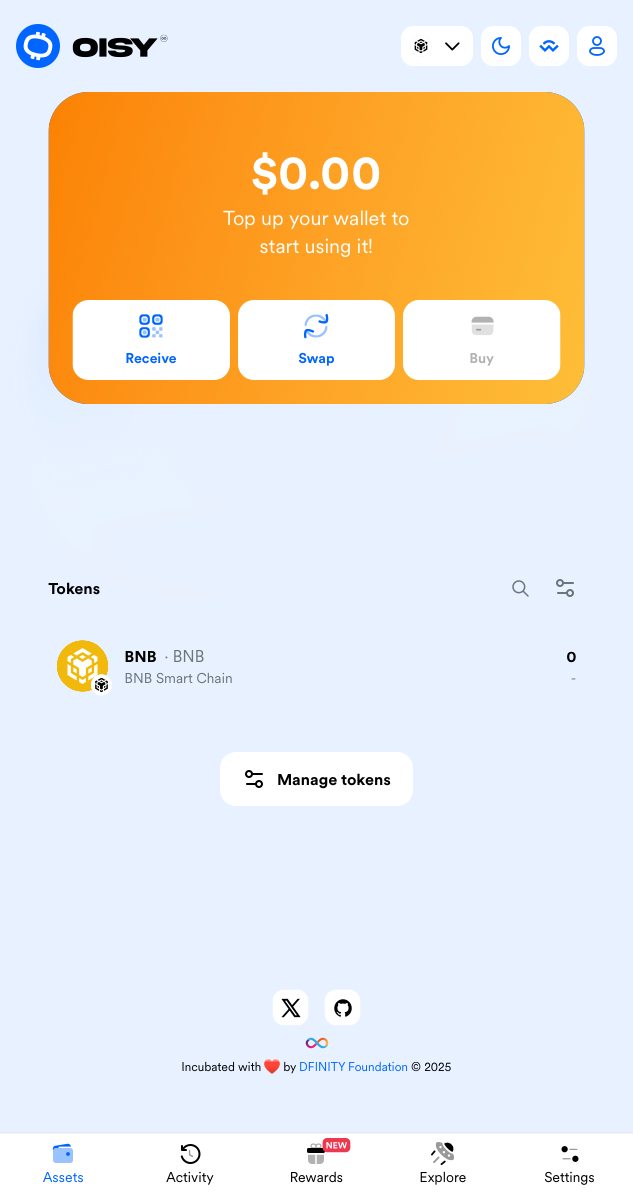 OISY
$0.00
Top up your wallet to
start using it!
Receive
Swap
Buy
Tokens
BNB · BNB
0
BNB Smart Chain
-
Manage tokens
Incubated with ❤️ by DFINITY Foundation © 2025
NEW
Assets
Activity
Rewards
Explore
Settings